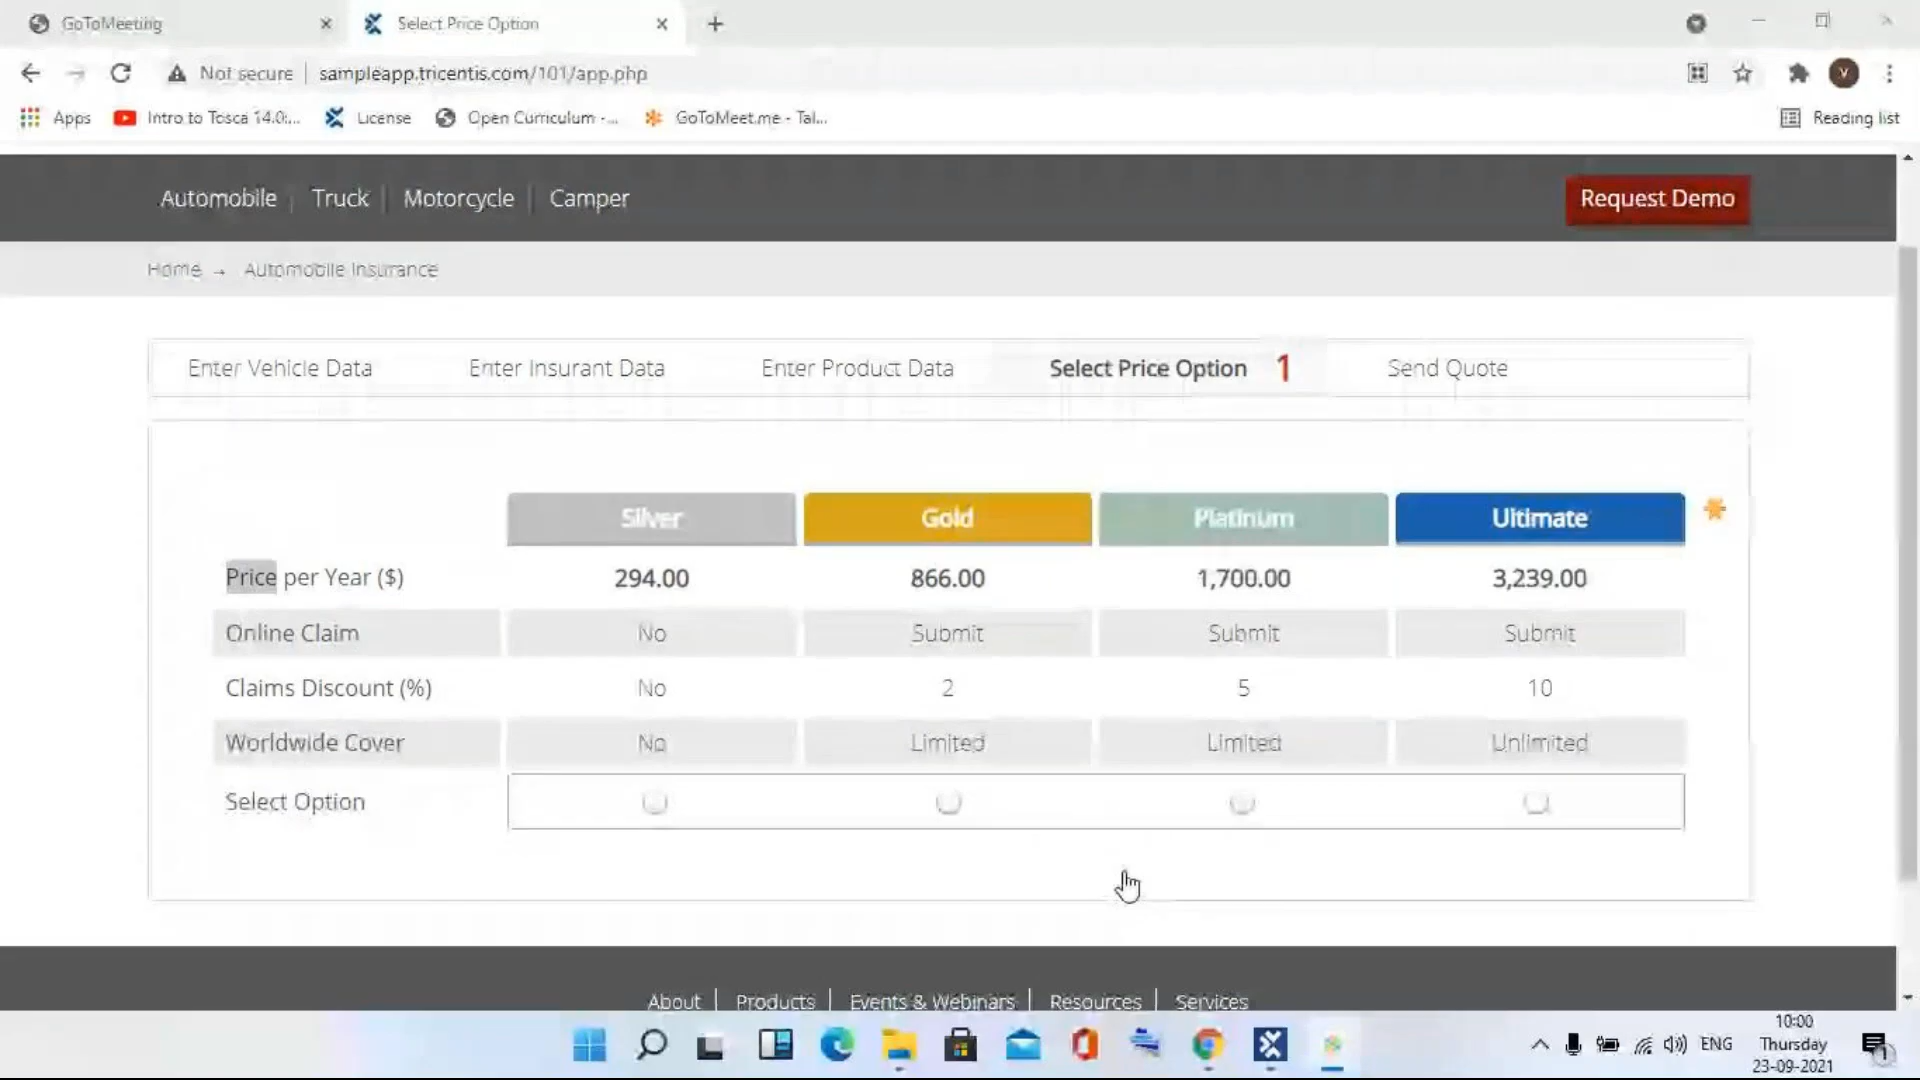 GoToMeeting
Select Price Option
Not secure
sampleapp.tricentis.com/101/app.php
V
Apps
Intro to Tosca 14.0:...
License
Open Curriculum -...
GoToMeet.me - Tal...
Reading list
Automobile
Truck
Motorcycle
Camper
Request Demo
Home → Automobile Insurance
Enter Vehicle Data
Enter Insurant Data
Enter Product Data
Select Price Option 1
Send Quote
Silver Gold Platinum Ultimate
Price per Year ($) 294.00 866.00 1,700.00 3,239.00
Online Claim No Submit Submit Submit
Claims Discount (%) No 2 5 10
Worldwide Cover No Limited Limited Unlimited
Select Option
About | Products | Events & Webinars | Resources | Services
ENG
10:00
Thursday
23-09-2021
1